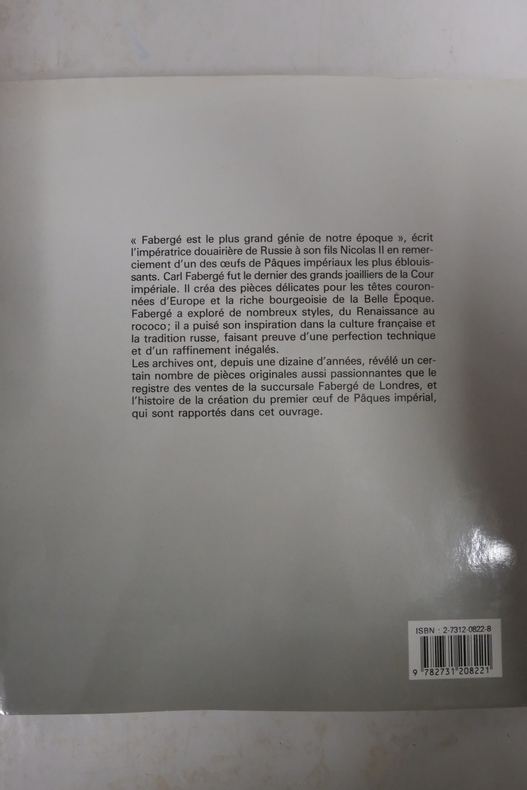 « Fabergé est le plus grand génie de notre époque », écrit
l'impératrice douairière de Russie à son fils Nicolas II en remer-
ciement d'un des œufs de Pâques impériaux les plus éblouis-
sants. Carl Fabergé fut le dernier des grands joailliers de la Cour
impériale. Il créa des pièces délicates pour les têtes couron-
nées d'Europe et la riche bourgeoisie de la Belle Époque.
Fabergé a exploré de nombreux styles, du Renaissance au
rococo; il a puisé son inspiration dans la culture française et
la tradition russe, faisant preuve d'une perfection technique
et d'un raffinement inégalés.
Les archives ont, depuis une dizaine d'années, révélé un cer-
tain nombre de pièces originales aussi passionnantes que le
registre des ventes de la succursale Fabergé de Londres, et
l'histoire de la création du premier œuf de Pâques impérial,
qui sont rapportés dans cet ouvrage.
ISBN : 2-7312-0822-8
9 782731 208221